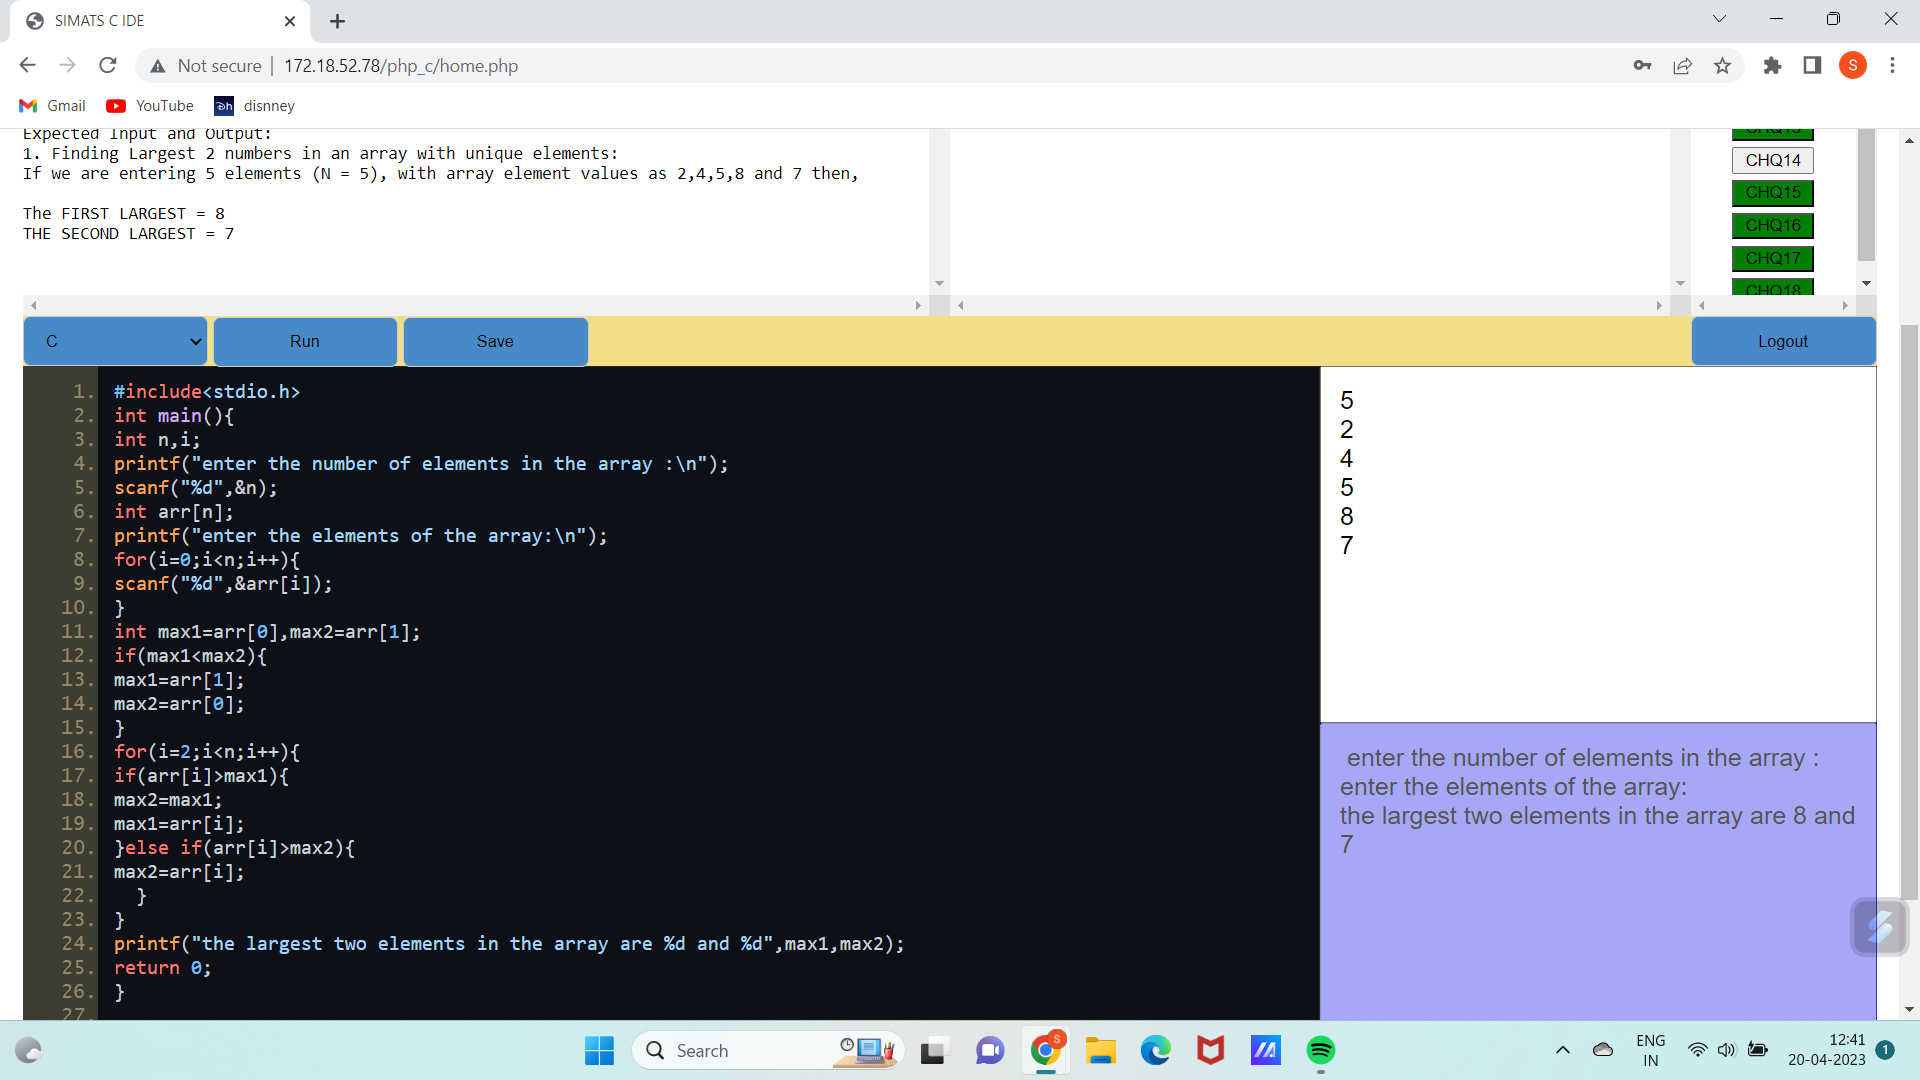 SIMATS C IDE
Not secure | 172.18.52.78/php_c/home.php
S
Gmail YouTube disnney
Expected Input and Output:
1. Finding Largest 2 numbers in an array with unique elements:
If we are entering 5 elements (N = 5), with array element values as 2,4,5,8 and 7 then,
The FIRST LARGEST = 8
THE SECOND LARGEST = 7
CHQ14
CHQ15
CHQ16
CHQ17
CHQ18
C Run Save Logout
1. #include<stdio.h>
2. int main(){
3. int n,i;
4. printf("enter the number of elements in the array :\n");
5. scanf("%d",&n);
6. int arr[n];
7. printf("enter the elements of the array:\n");
8. for(i=0;i<n;i++){
9. scanf("%d",&arr[i]);
10. }
11. int max1=arr[0],max2=arr[1];
12. if(max1<max2){
13. max1=arr[1];
14. max2=arr[0];
15. }
16. for(i=2;i<n;i++){
17. if(arr[i]>max1){
18. max2=max1;
19. max1=arr[i];
20. }else if(arr[i]>max2){
21. max2=arr[i];
22. }
23. }
24. printf("the largest two elements in the array are %d and %d",max1,max2);
25. return 0;
26. }
27.
5
2
4
5
8
7
enter the number of elements in the array :
enter the elements of the array:
the largest two elements in the array are 8 and
7
Search
S
ENG
IN
12:41
20-04-2023
1